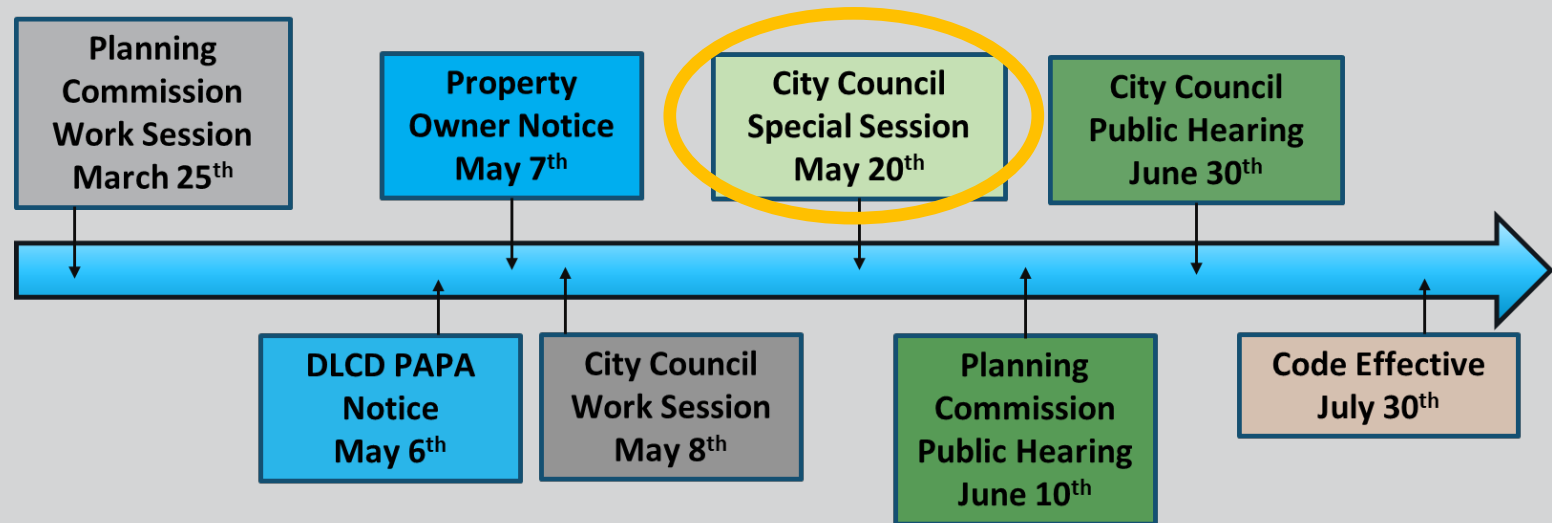 Planning
Commission
Work Session
March 25th
Property
Owner Notice
May 7th
City Council
Special Session
May 20th
City Council
Public Hearing
June 30th
DLCD PAPA
Notice
May 6th
City Council
Work Session
May 8th
Planning
Commission
Public Hearing
June 10th
Code Effective
July 30th